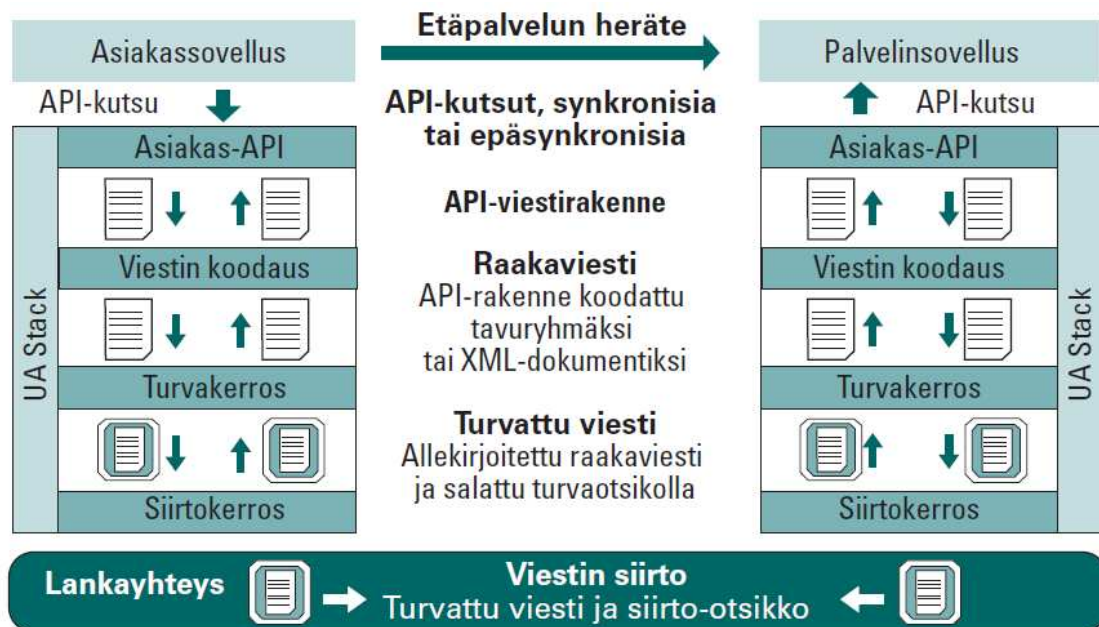 Asiakassovellus
Etäpalvelun heräte
Palvelinsovellus
API-kutsu
API-kutsut, synkronisia
tai epäsynkronisia
API-kutsu
UA Stack
Asiakas-API
Viestin koodaus
Turvakerros
Siirtokerros
API-viestirakenne
Raakaviesti
API-rakenne koodattu
tavuryhmäksi
tai XML-dokumentiksi
Turvattu viesti
Allekirjoitettu raakaviesti
ja salattu turvaotsikolla
Asiakas-API
Viestin koodaus
Turvakerros
Siirtokerros
UA Stack
Lankayhteys
Viestin siirto
Turvattu viesti ja siirto-otsikko